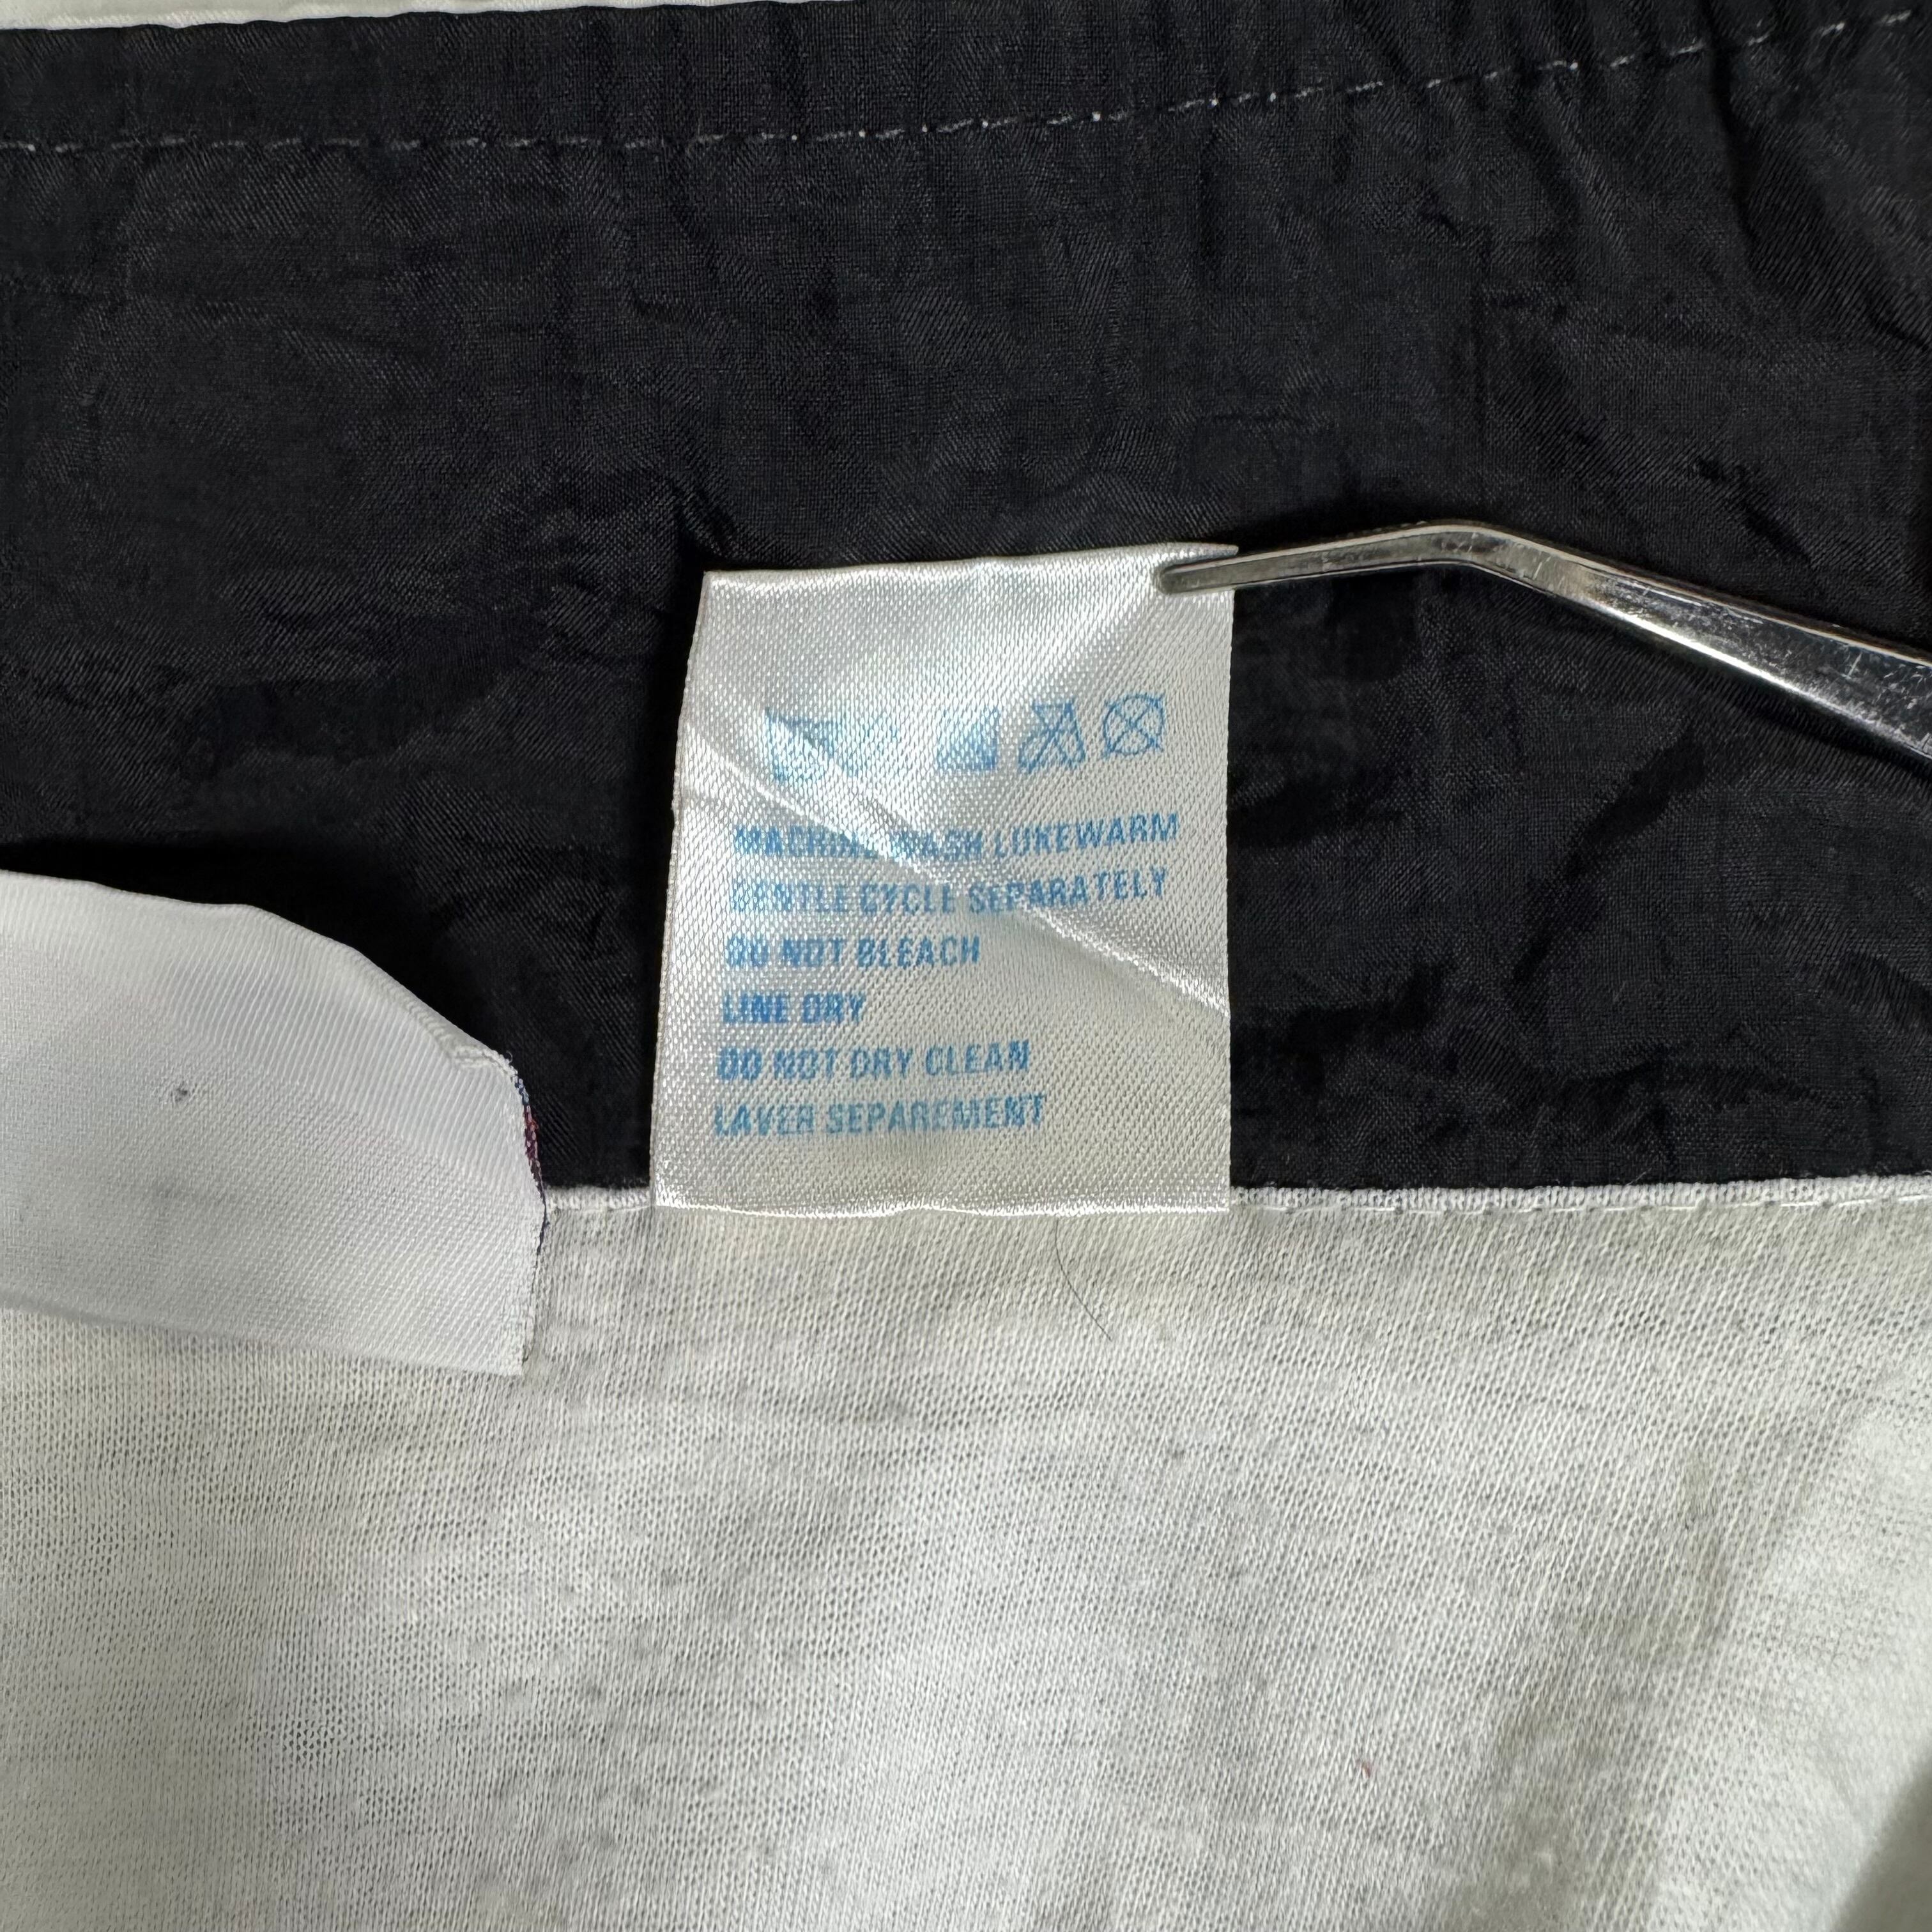 MACHINE WASH LUKEWARM
GENTLE CYCLE SEPARATELY
DO NOT BLEACH
LINE DRY
DO NOT DRY CLEAN
LAVER SEPAREMENT